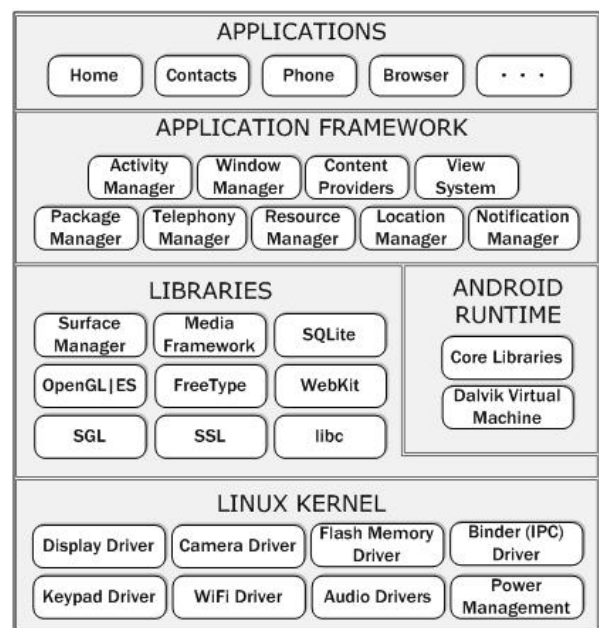 APPLICATIONS
Home Contacts Phone Browser . . .
APPLICATION FRAMEWORK
Activity Manager
Window Manager
Content Providers
View System
Package Manager
Telephony Manager
Resource Manager
Location Manager
Notification Manager
LIBRARIES
Surface Manager
Media Framework
SQLite
OpenGL|ES
FreeType
WebKit
SGL
SSL
libc
ANDROID RUNTIME
Core Libraries
Dalvik Virtual Machine
LINUX KERNEL
Display Driver
Camera Driver
Flash Memory Driver
Binder (IPC) Driver
Keypad Driver
WiFi Driver
Audio Drivers
Power Management